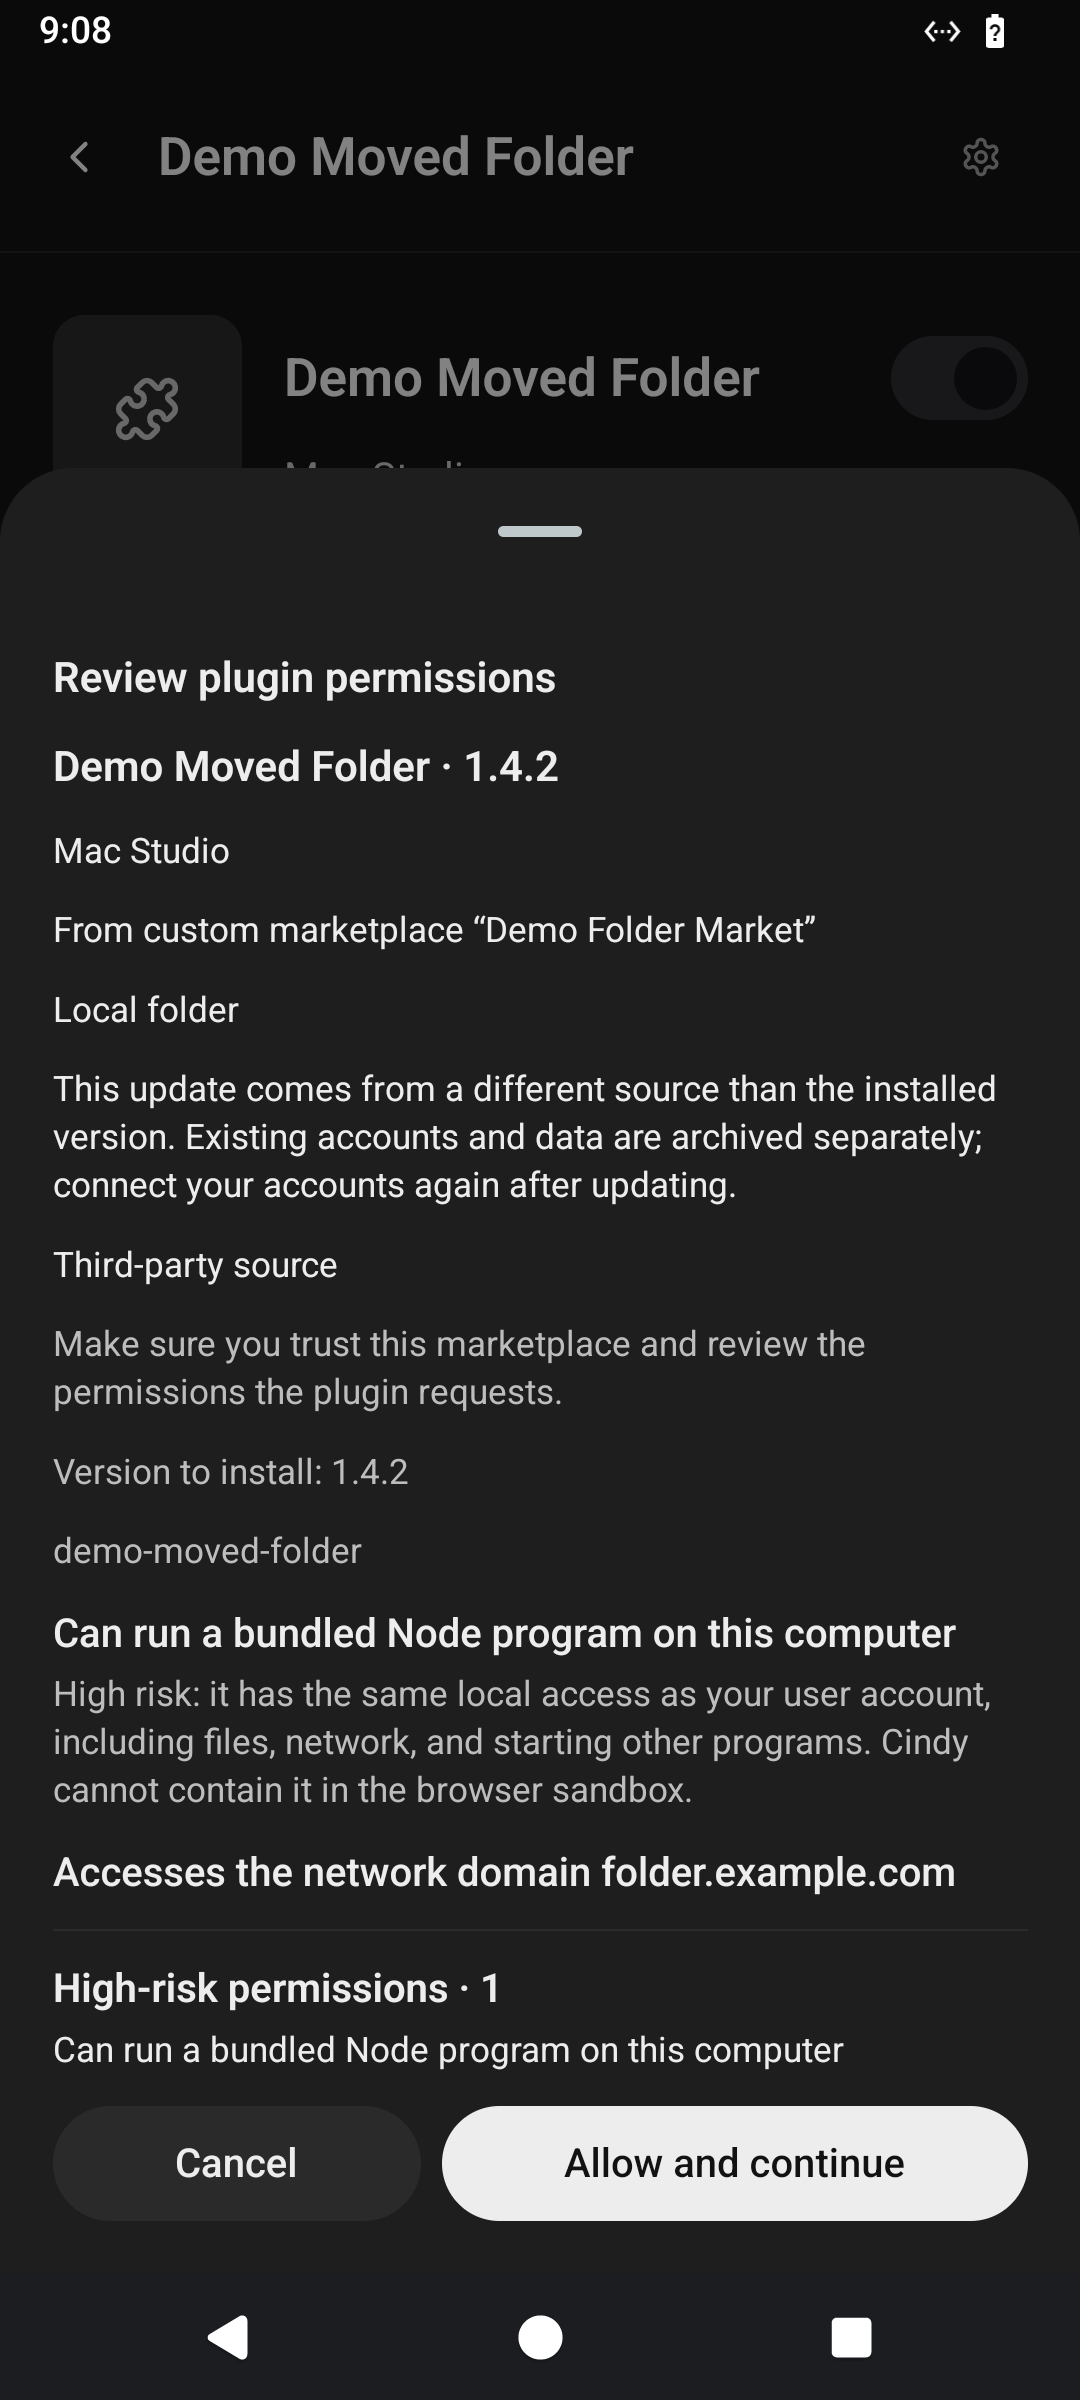 9:08
Demo Moved Folder
Demo Moved Folder
Review plugin permissions
Demo Moved Folder · 1.4.2
Mac Studio
From custom marketplace “Demo Folder Market”
Local folder
This update comes from a different source than the installed
version. Existing accounts and data are archived separately;
connect your accounts again after updating.
Third-party source
Make sure you trust this marketplace and review the
permissions the plugin requests.
Version to install: 1.4.2
demo-moved-folder
Can run a bundled Node program on this computer
High risk: it has the same local access as your user account,
including files, network, and starting other programs. Cindy
cannot contain it in the browser sandbox.
Accesses the network domain folder.example.com
High-risk permissions · 1
Can run a bundled Node program on this computer
Cancel
Allow and continue